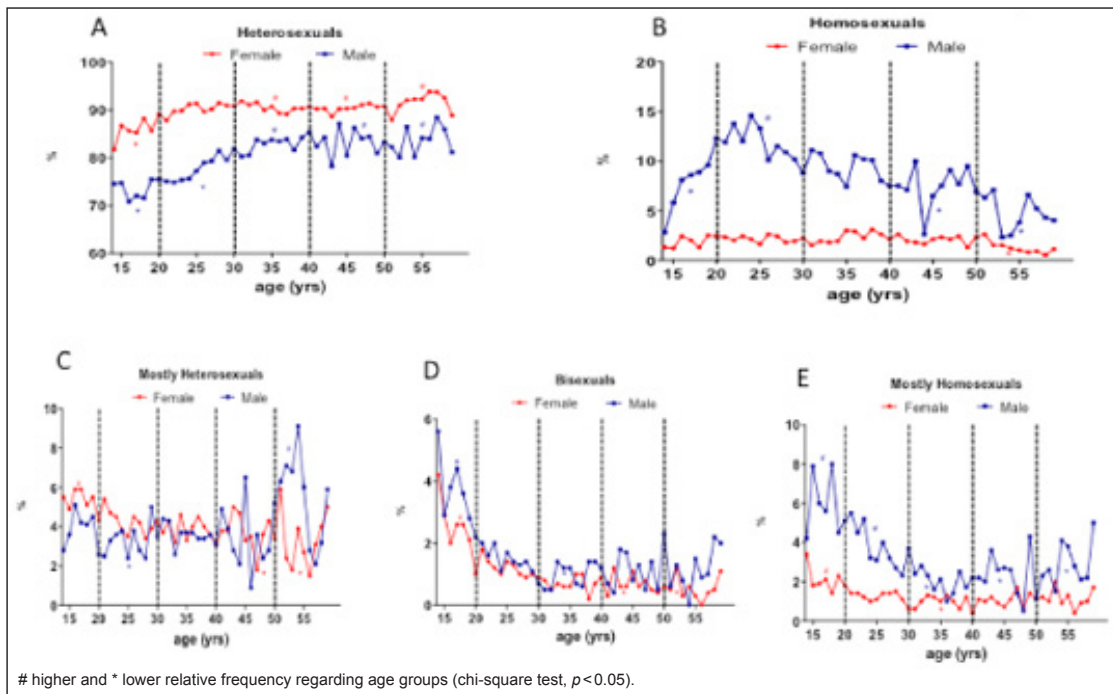 A
Heterosexuals
Female Male
100
90
80
70
60
%
15 20 25 30 35 40 45 50 55
age (yrs)
B
Homosexuals
Female Male
20
15
10
5
0
%
15 20 25 30 35 40 45 50 55
age (yrs)
C
Mostly Heterosexuals
Female Male
10
8
6
4
2
0
%
15 20 25 30 35 40 45 50 55
age (yrs)
D
Bisexuals
Female Male
6
4
2
0
%
15 20 25 30 35 40 45 50 55
age (yrs)
E
Mostly Homosexuals
Female Male
10
8
6
4
2
0
%
15 20 25 30 35 40 45 50 55
age (yrs)
# higher and * lower relative frequency regarding age groups (chi-square test, p<0.05).